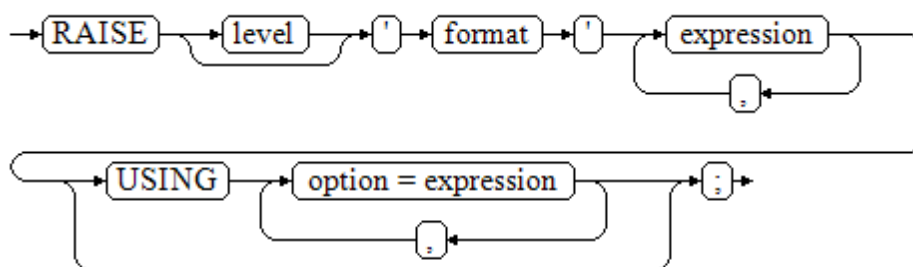 RAISE level ' format ' expression
,
USING option = expression ;
,